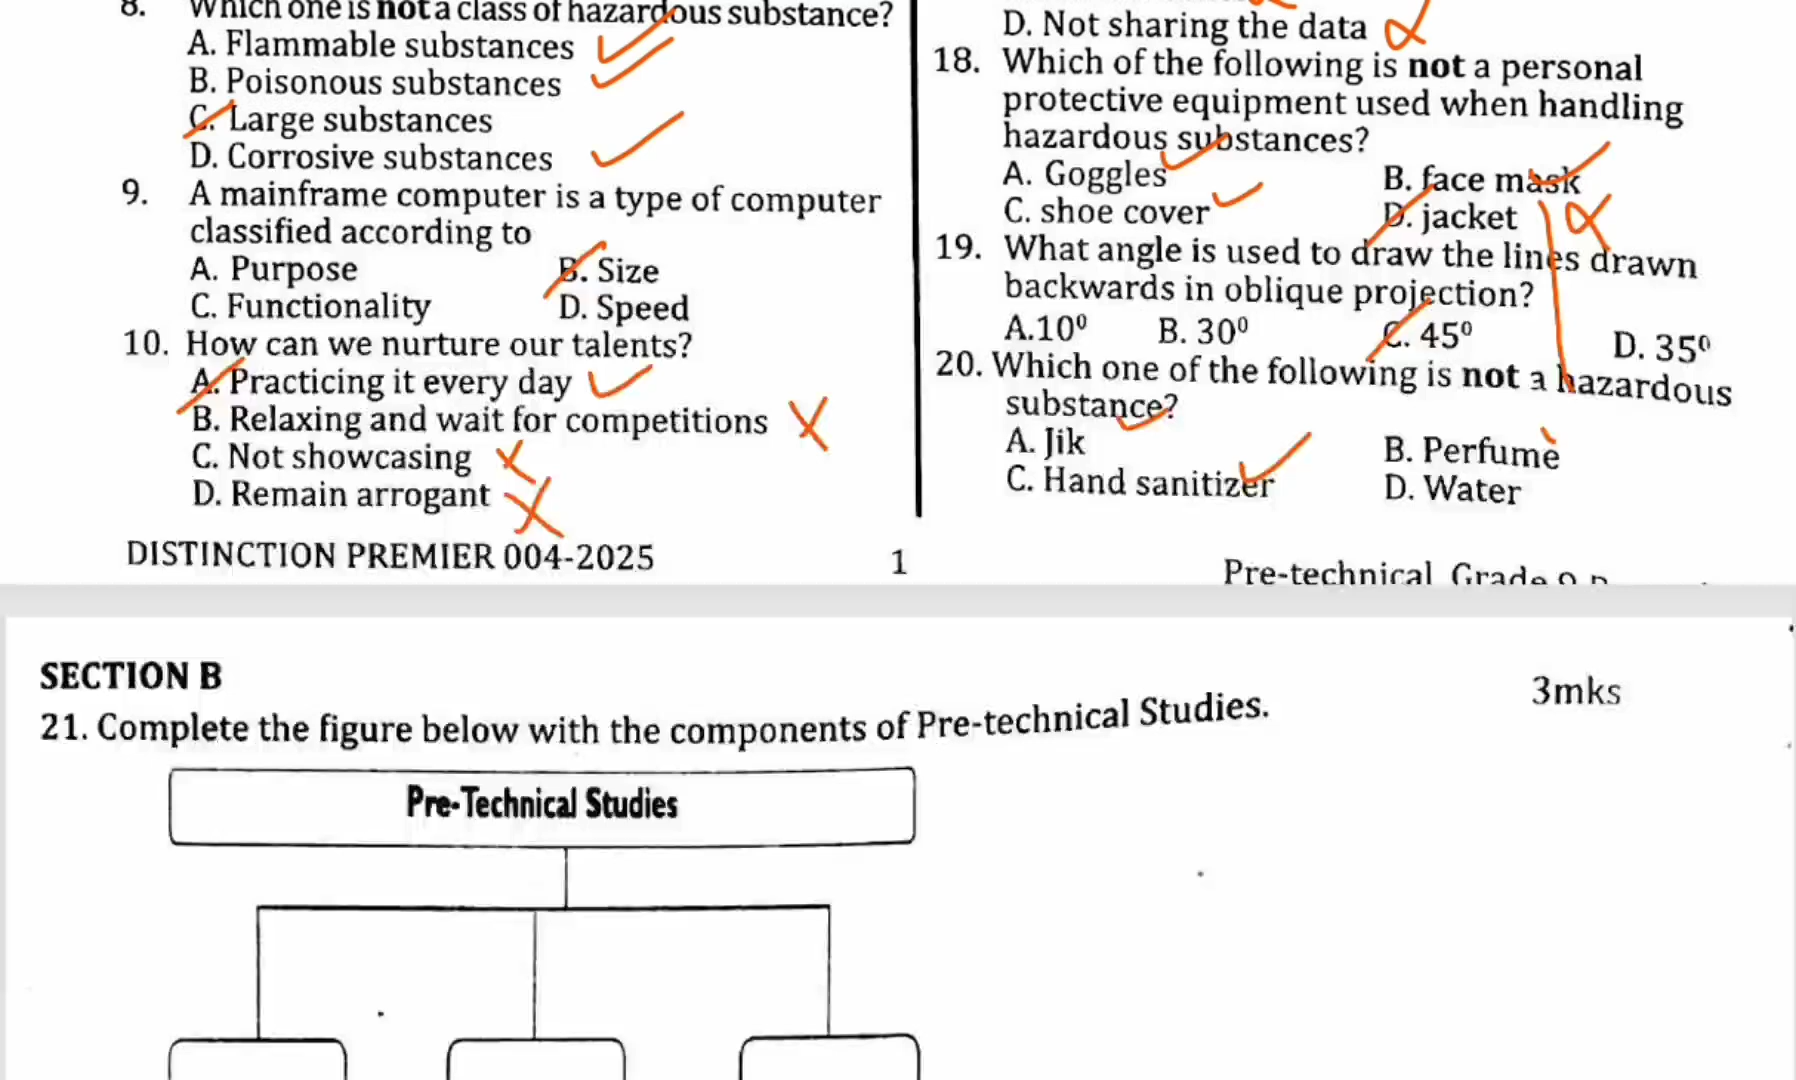 8. Which one is not a class of hazardous substance?
A. Flammable substances
B. Poisonous substances
C. Large substances
D. Corrosive substances
9. A mainframe computer is a type of computer
classified according to
A. Purpose B. Size
C. Functionality D. Speed
10. How can we nurture our talents?
A. Practicing it every day
B. Relaxing and wait for competitions
C. Not showcasing
D. Remain arrogant
D. Not sharing the data
18. Which of the following is not a personal
protective equipment used when handling
hazardous substances?
A. Goggles B. face mask
C. shoe cover D. jacket
19. What angle is used to draw the lines drawn
backwards in oblique projection?
A.10⁰ B. 30⁰ C. 45⁰ D. 35⁰
20. Which one of the following is not a hazardous
substance?
A. Jik B. Perfume
C. Hand sanitizer D. Water
DISTINCTION PREMIER 004-2025 1 Pre-technical Grade 9
SECTION B
21. Complete the figure below with the components of Pre-technical Studies. 3mks
Pre-Technical Studies